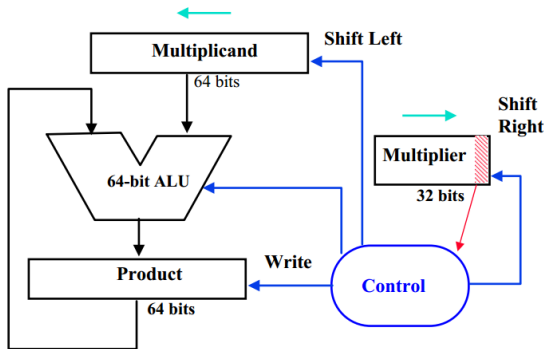 Shift Left
Multiplicand
64 bits
Shift
Right
64-bit ALU
Multiplier
32 bits
Write
Product
Control
64 bits